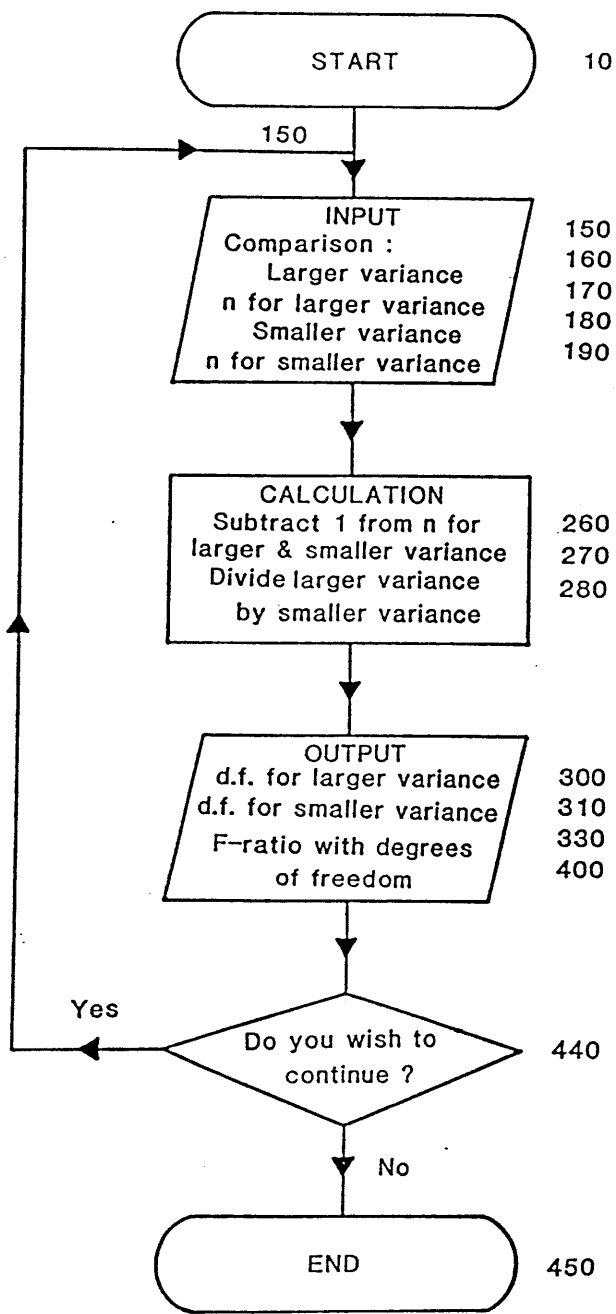 START 10
150
INPUT 150
Comparison : 160
Larger variance 170
n for larger variance 180
Smaller variance 190
n for smaller variance
CALCULATION
Subtract 1 from n for 260
larger & smaller variance 270
Divide larger variance 280
by smaller variance
OUTPUT
d.f. for larger variance 300
d.f. for smaller variance 310
F-ratio with degrees 330
of freedom 400
Yes
Do you wish to 440
continue ?
No
END 450